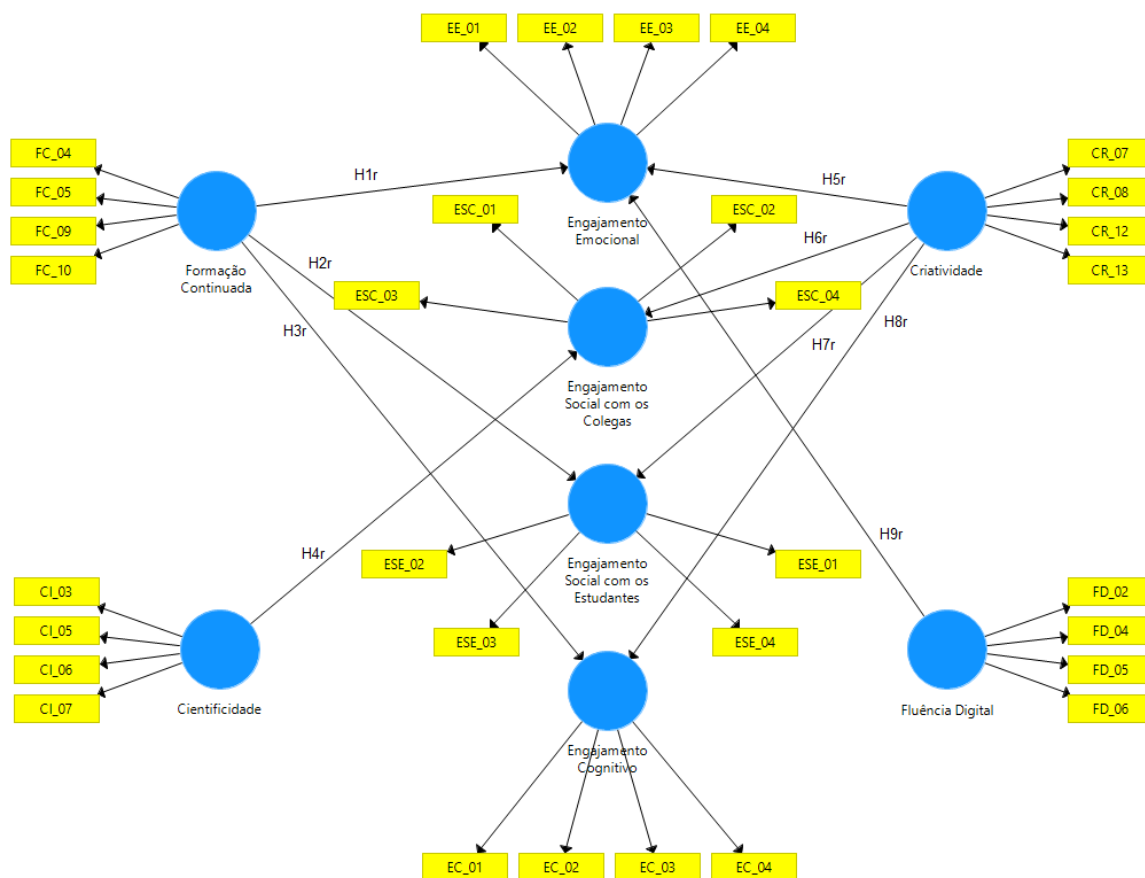 EE_01
EE_02
EE_03
EE_04
FC_04
FC_05
FC_09
FC_10
Formação
Continuada
H1r
H2r
H3r
Engajamento
Emocional
ESC_01
ESC_02
ESC_03
ESC_04
Engajamento
Social com os
Colegas
H5r
H6r
H7r
H8r
CR_07
CR_08
CR_12
CR_13
Criatividade
H4r
H9r
Engajamento
Social com os
Estudantes
ESE_02
ESE_01
ESE_03
ESE_04
CI_03
CI_05
CI_06
CI_07
Cientificidade
FD_02
FD_04
FD_05
FD_06
Fluência Digital
Engajamento
Cognitivo
EC_01
EC_02
EC_03
EC_04